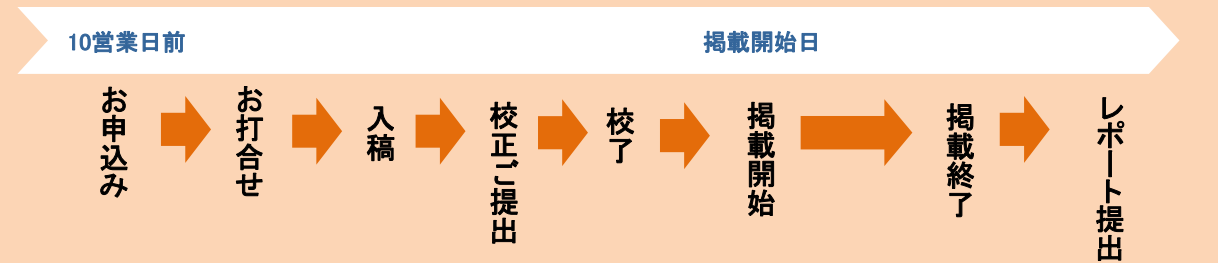 10営業日前
掲載開始日
お申込み
お打合せ
入稿
校正ご提出
校了
掲載開始
掲載終了
レポート提出